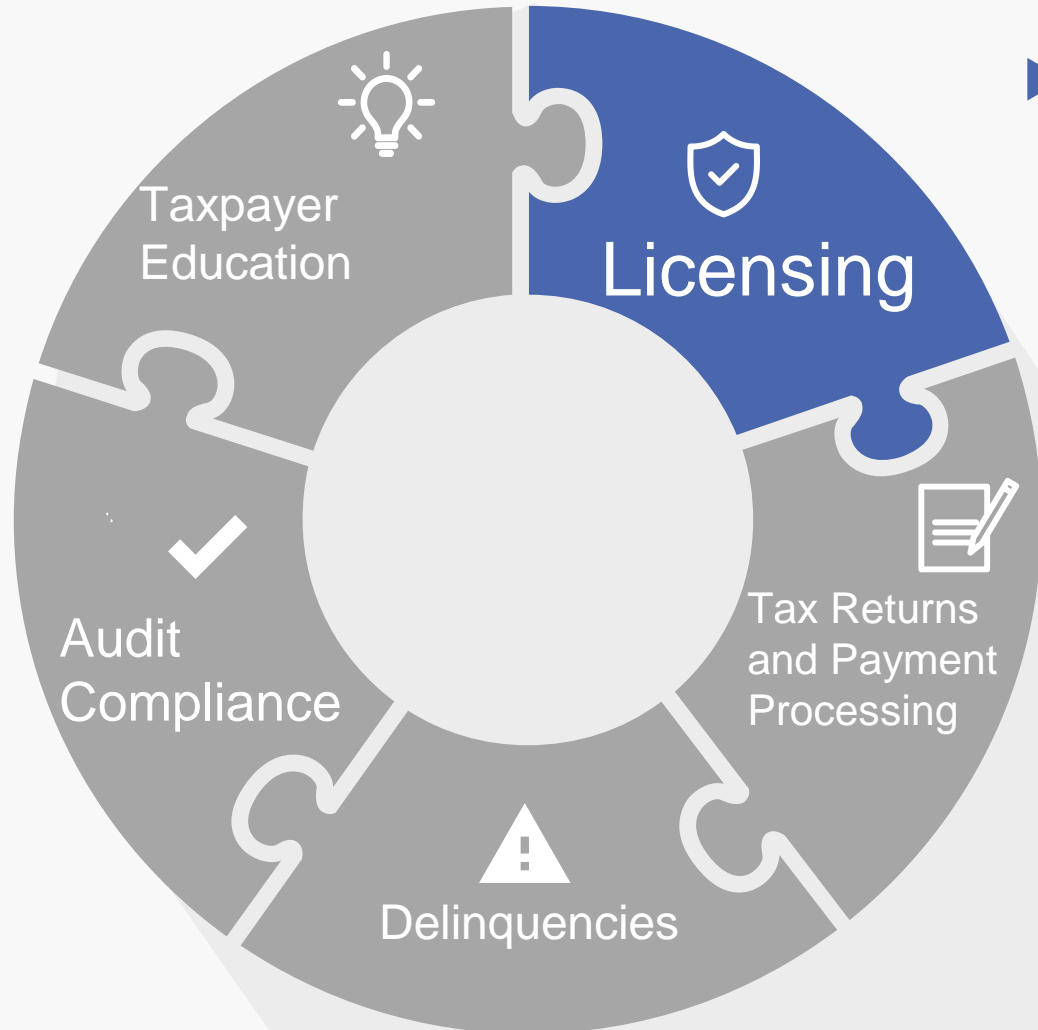 Taxpayer
Education
Licensing
Tax Returns
and Payment
Processing
Delinquencies
Audit
Compliance